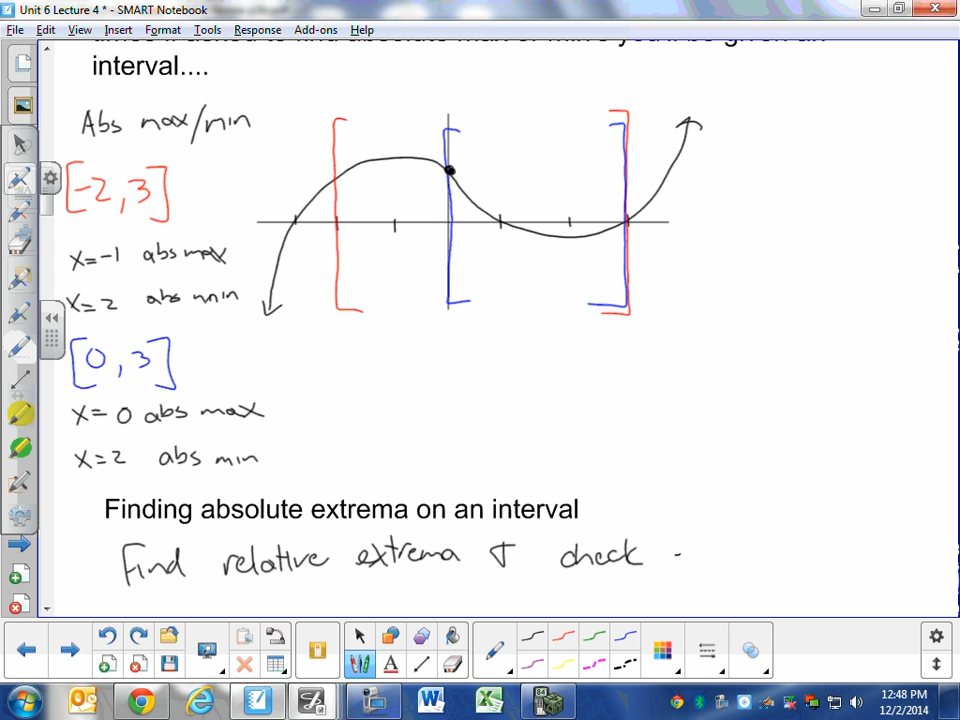 Unit 6 Lecture 4 * - SMART Notebook
File Edit View Insert Format Tools Response Add-ons Help
interval....
Abs max/min
[-2,3]
x=-1 abs max
x=2 abs min
[0,3]
x=0 abs max
x=2 abs min
Finding absolute extrema on an interval
Find relative extrema & check
12:48 PM
12/2/2014